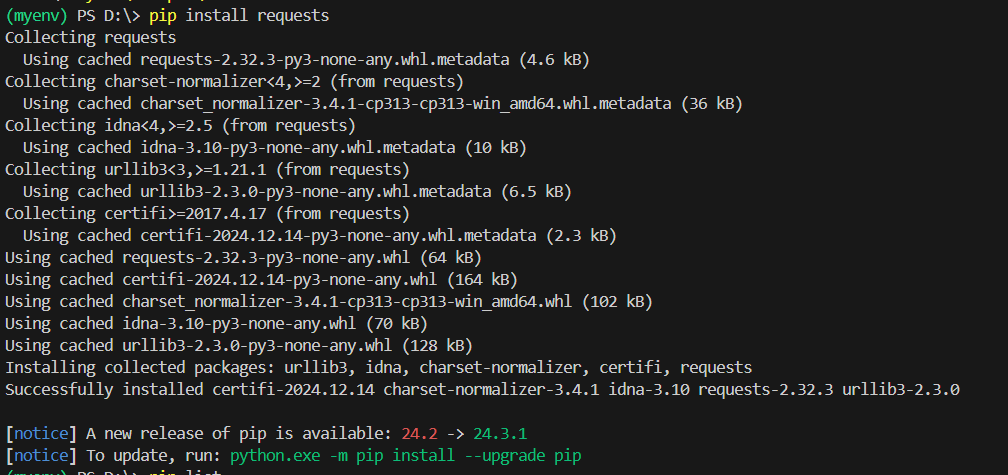 (myenv) PS D:\> pip install requests
Collecting requests
  Using cached requests-2.32.3-py3-none-any.whl.metadata (4.6 kB)
Collecting charset-normalizer<4,>=2 (from requests)
  Using cached charset_normalizer-3.4.1-cp313-cp313-win_amd64.whl.metadata (36 kB)
Collecting idna<4,>=2.5 (from requests)
  Using cached idna-3.10-py3-none-any.whl.metadata (10 kB)
Collecting urllib3<3,>=1.21.1 (from requests)
  Using cached urllib3-2.3.0-py3-none-any.whl.metadata (6.5 kB)
Collecting certifi>=2017.4.17 (from requests)
  Using cached certifi-2024.12.14-py3-none-any.whl.metadata (2.3 kB)
Using cached requests-2.32.3-py3-none-any.whl (64 kB)
Using cached certifi-2024.12.14-py3-none-any.whl (164 kB)
Using cached charset_normalizer-3.4.1-cp313-cp313-win_amd64.whl (102 kB)
Using cached idna-3.10-py3-none-any.whl (70 kB)
Using cached urllib3-2.3.0-py3-none-any.whl (128 kB)
Installing collected packages: urllib3, idna, charset-normalizer, certifi, requests
Successfully installed certifi-2024.12.14 charset-normalizer-3.4.1 idna-3.10 requests-2.32.3 urllib3-2.3.0

[notice] A new release of pip is available: 24.2 -> 24.3.1
[notice] To update, run: python.exe -m pip install --upgrade pip
(myenv) PS D:\> pip list